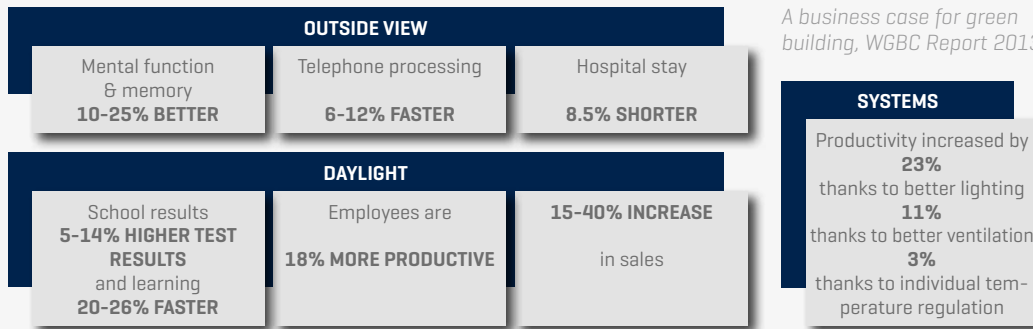 OUTSIDE VIEW
Mental function
& memory
10-25% BETTER
Telephone processing
6-12% FASTER
Hospital stay
8.5% SHORTER
DAYLIGHT
School results
5-14% HIGHER TEST
RESULTS
and learning
20-26% FASTER
Employees are
18% MORE PRODUCTIVE
15-40% INCREASE
in sales
A business case for green
building, WGBC Report 2013
SYSTEMS
Productivity increased by
23%
thanks to better lighting
11%
thanks to better ventilation
3%
thanks to individual tem-
perature regulation